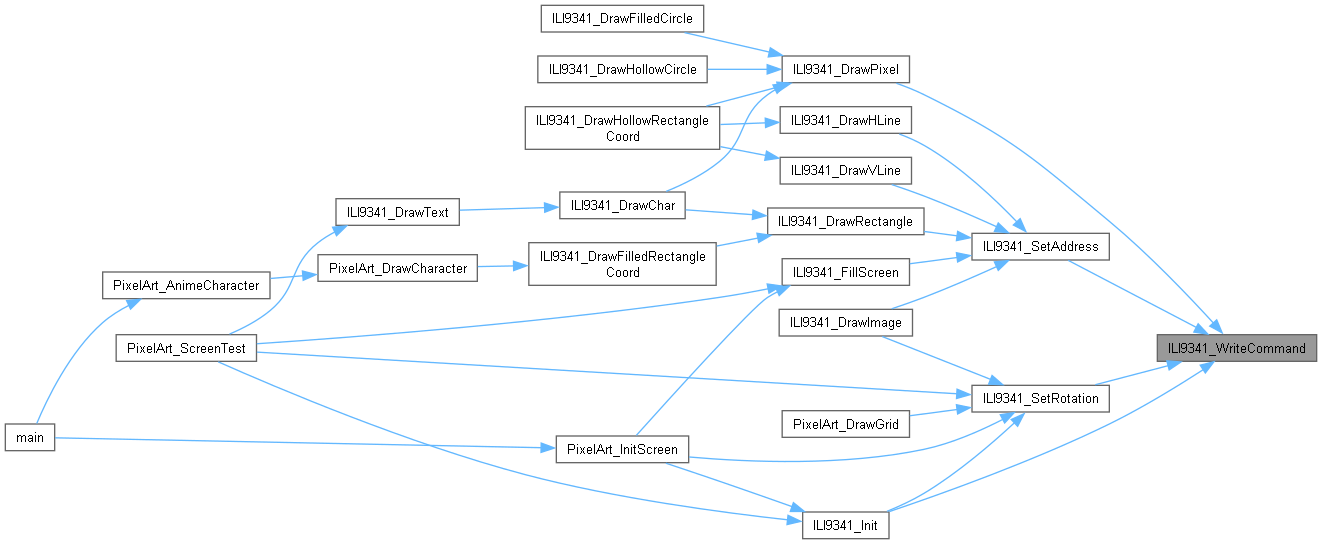 ILI9341_DrawFilledCircle
ILI9341_DrawHollowCircle
ILI9341_DrawPixel
ILI9341_DrawHollowRectangle
Coord
ILI9341_DrawHLine
ILI9341_DrawVLine
ILI9341_DrawText
ILI9341_DrawChar
ILI9341_DrawRectangle
ILI9341_SetAddress
ILI9341_DrawFilledRectangle
Coord
PixelArt_DrawCharacter
ILI9341_FillScreen
PixelArt_AnimeCharacter
ILI9341_DrawImage
PixelArt_ScreenTest
ILI9341_WriteCommand
ILI9341_SetRotation
PixelArt_DrawGrid
main
PixelArt_InitScreen
ILI9341_Init